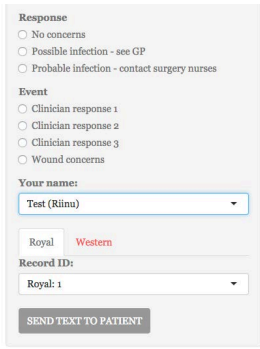 Response
No concerns
Possible infection - see GP
Probable infection - contact surgery nurses
Event
Clinician response 1
Clinician response 2
Clinician response 3
Wound concerns
Your name:
Test (Riinu)
Royal Western
Record ID:
Royal: 1
SEND TEXT TO PATIENT